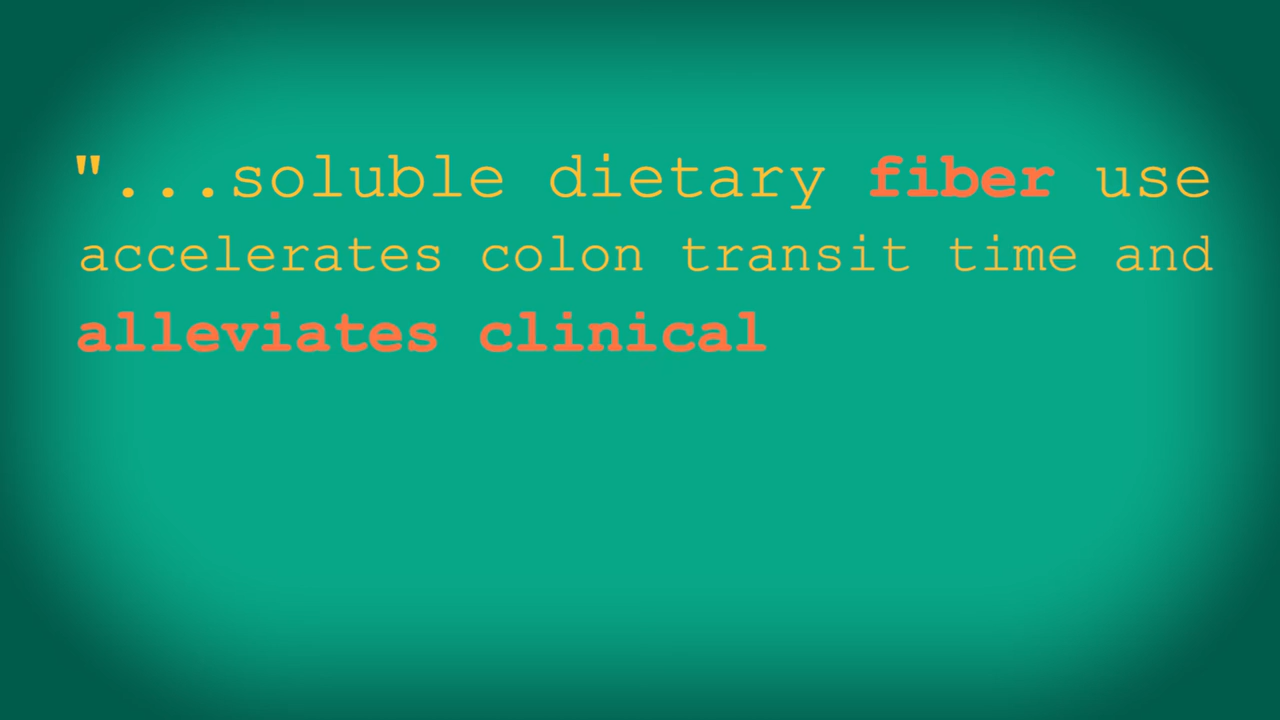 "...soluble dietary fiber use
accelerates colon transit time and
alleviates clinical